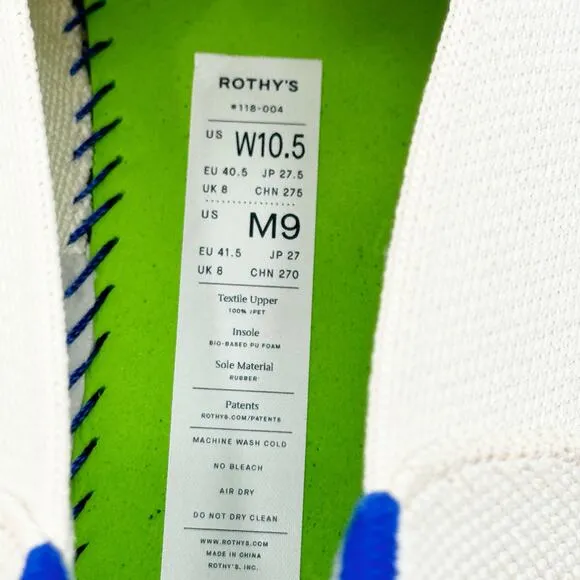 ROTHY'S
#118-004
US W10.5
EU 40.5 JP 27.5
UK 8 CHN 275
US M9
EU 41.5 JP 27
UK 8 CHN 270
Textile Upper
100% rPET
Insole
BIO-BASED PU FOAM
Sole Material
RUBBER
Patents
ROTHYS.COM/PATENTS
MACHINE WASH COLD
NO BLEACH
AIR DRY
DO NOT DRY CLEAN
WWW.ROTHYS.COM
MADE IN CHINA
ROTHY'S, INC.